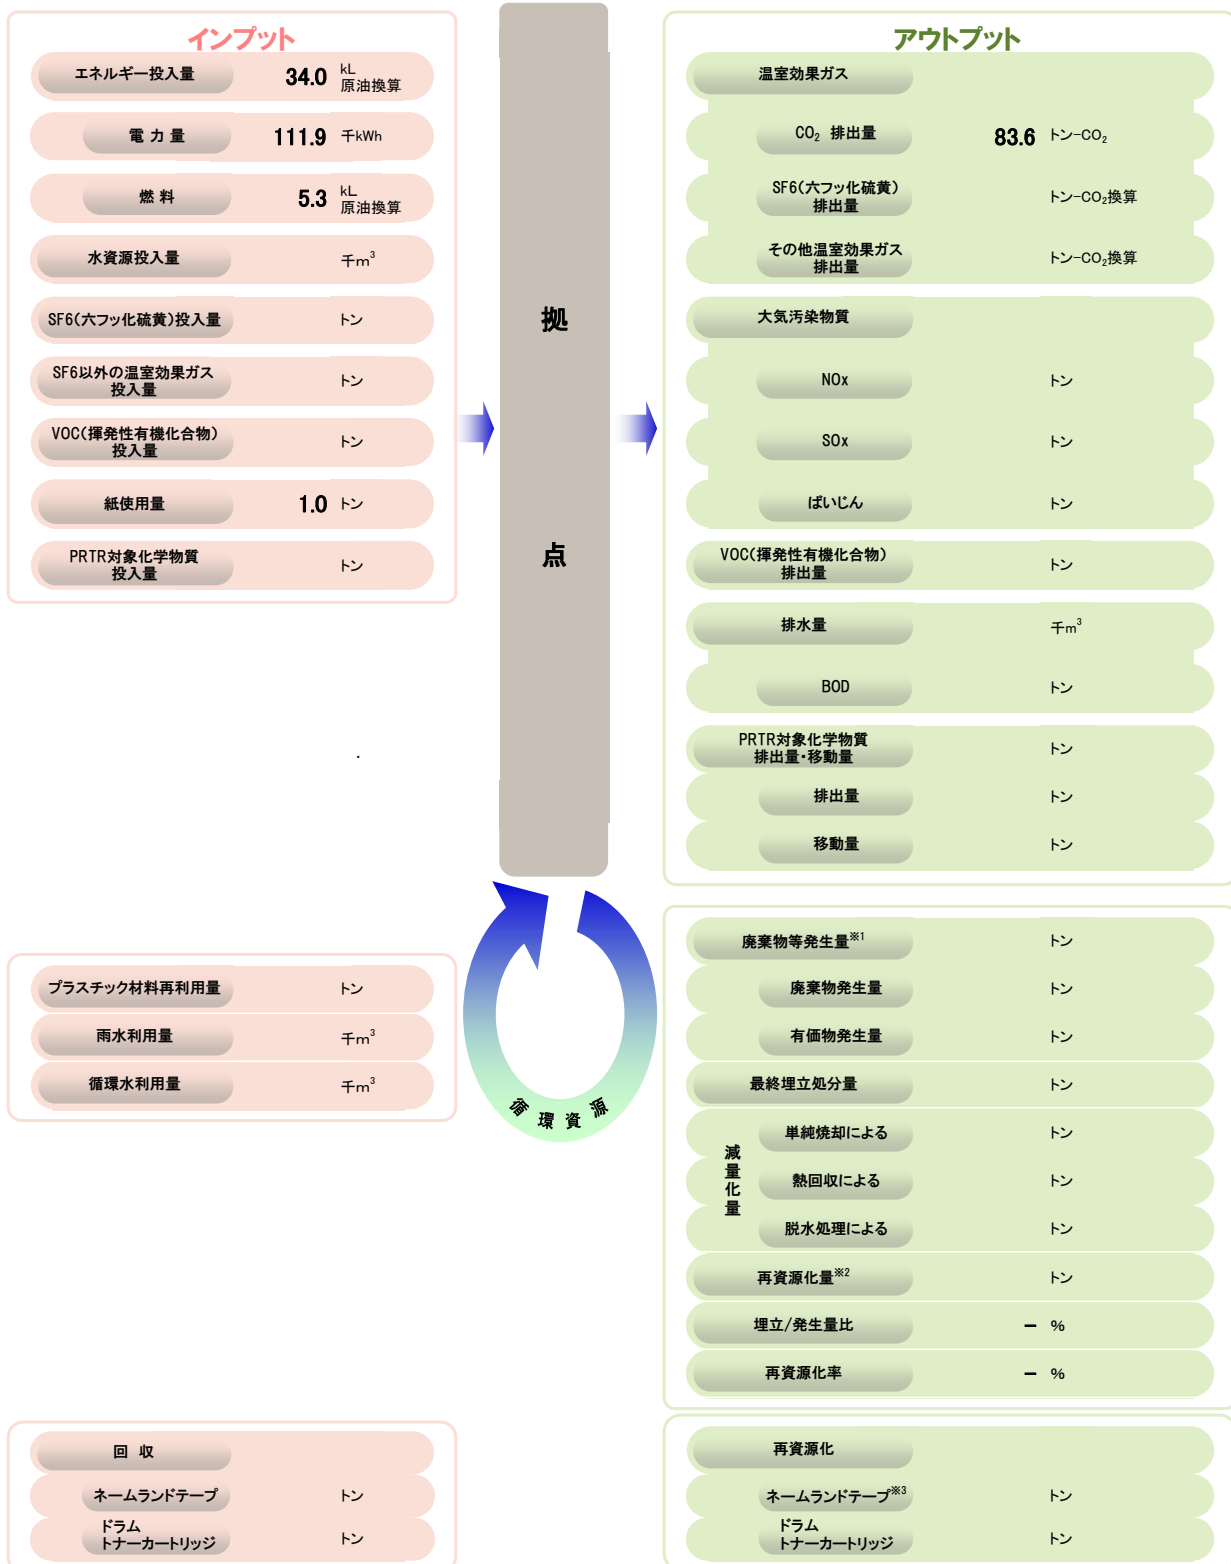 インプット
エネルギー投入量 34.0 kL
原油換算
電 力 量 111.9 千kWh
燃 料 5.3 kL
原油換算
水資源投入量 千m³
SF6(六フッ化硫黄)投入量 トン
SF6以外の温室効果ガス
投入量 トン
VOC(揮発性有機化合物)
投入量 トン
紙使用量 1.0 トン
PRTR対象化学物質
投入量 トン
拠
点
アウトプット
温室効果ガス
CO₂ 排出量 83.6 トン-CO₂
SF6(六フッ化硫黄)
排出量 トン-CO₂換算
その他温室効果ガス
排出量 トン-CO₂換算
大気汚染物質
NOx トン
SOx トン
ばいじん トン
VOC(揮発性有機化合物)
排出量 トン
排水量 千m³
BOD トン
PRTR対象化学物質
排出量・移動量 トン
排出量 トン
移動量 トン
プラスチック材料再利用量 トン
雨水利用量 千m³
循環水利用量 千m³
循環資源
廃棄物等発生量※1 トン
廃棄物発生量 トン
有価物発生量 トン
最終埋立処分量 トン
減量化量
単純焼却による トン
熱回収による トン
脱水処理による トン
再資源化量※2 トン
埋立/発生量比 － %
再資源化率 － %
回 収
ネームランドテープ トン
ドラム
トナーカートリッジ トン
再資源化
ネームランドテープ※3 トン
ドラム
トナーカートリッジ トン